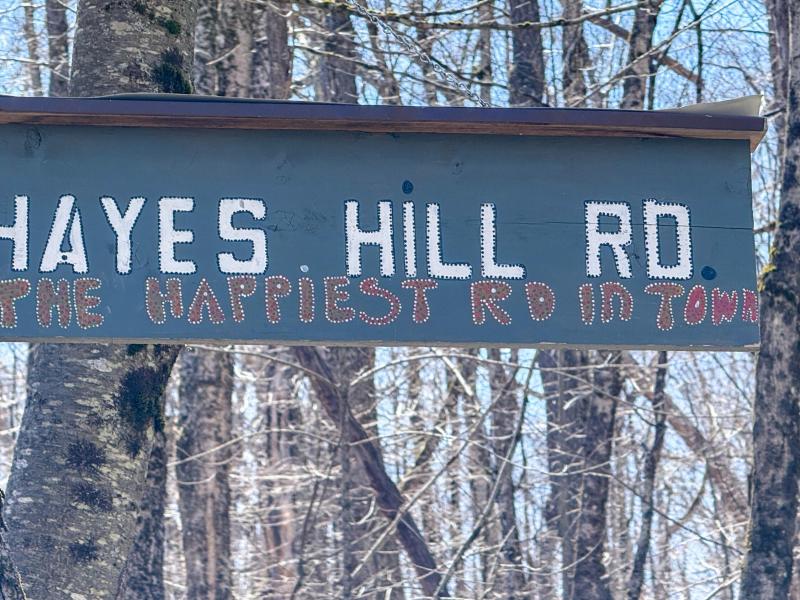 HAYES HILL RD
THE HAPPIEST RD IN TOWN